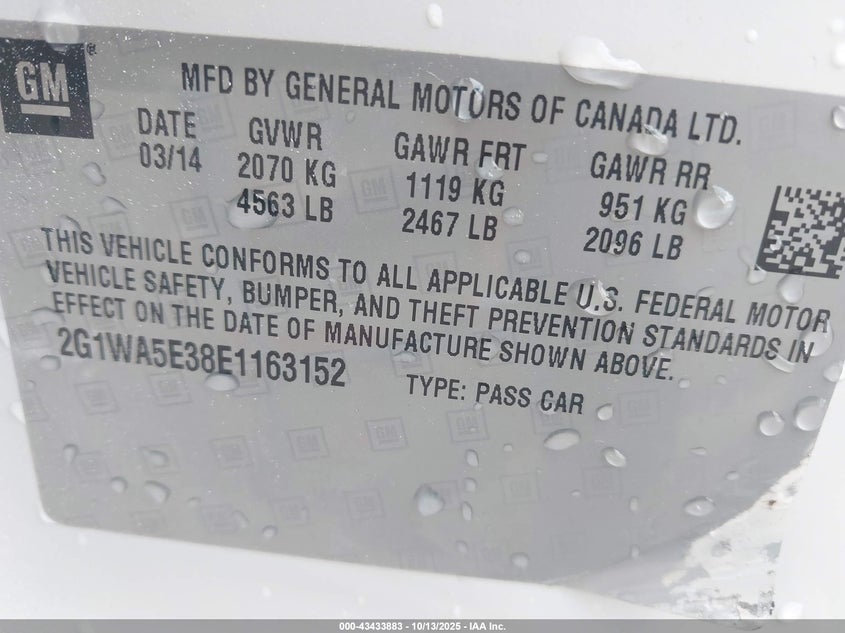 GM ®
MFD BY GENERAL MOTORS OF CANADA LTD.
DATE GVWR GAWR FRT GAWR RR
03/14 2070 KG 1119 KG 951 KG
4563 LB 2467 LB 2096 LB
THIS VEHICLE CONFORMS TO ALL APPLICABLE U.S. FEDERAL MOTOR
VEHICLE SAFETY, BUMPER, AND THEFT PREVENTION STANDARDS IN
EFFECT ON THE DATE OF MANUFACTURE SHOWN ABOVE.
2G1WA5E38E1163152 TYPE: PASS CAR
000-43433883 - 10/13/2025 - IAA Inc.